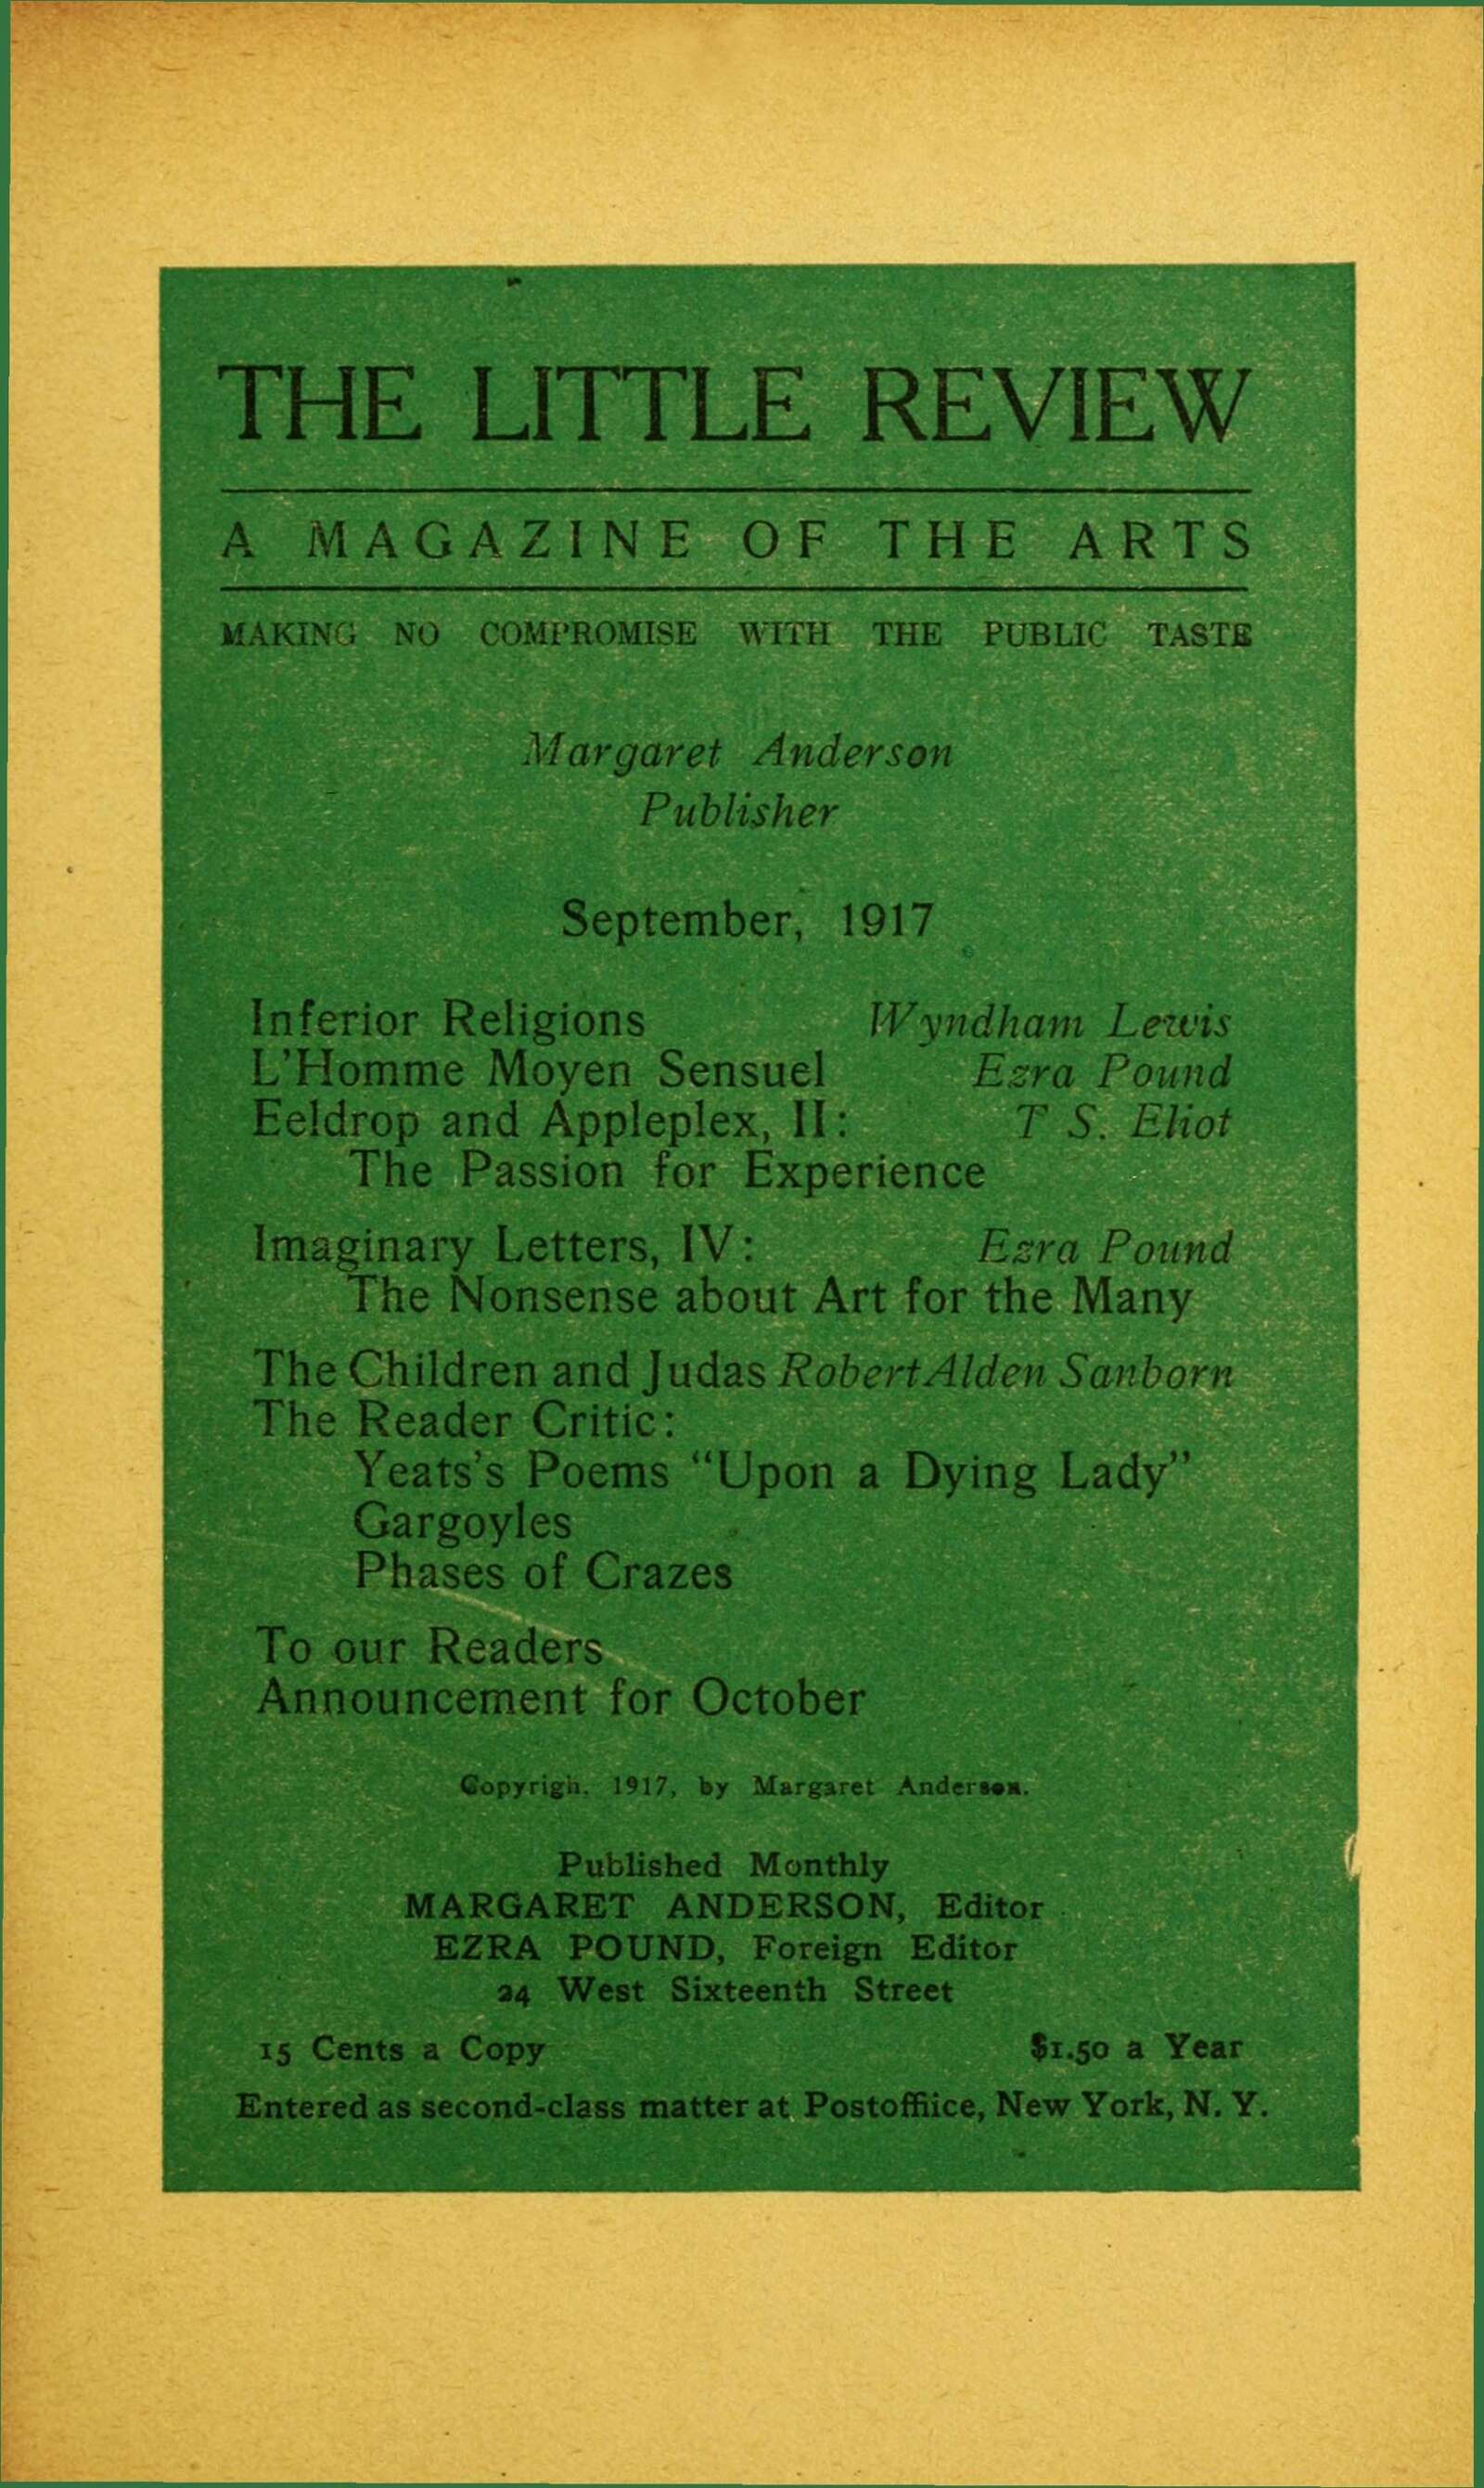 THE LITTLE REVIEW
A MAGAZINE OF THE ARTS
MAKING NO COMPROMISE WITH THE PUBLIC TASTE
Margaret Anderson
Publisher
September, 1917
Inferior Religions Wyndham Lewis
L'Homme Moyen Sensuel Ezra Pound
Eeldrop and Appleplex, II: T S. Eliot
The Passion for Experience
Imaginary Letters, IV: Ezra Pound
The Nonsense about Art for the Many
The Children and Judas Robert Alden Sanborn
The Reader Critic:
Yeats's Poems “Upon a Dying Lady”
Gargoyles
Phases of Crazes
To our Readers
Announcement for October
Copyrigh. 1917, by Margaret Anderson.
Published Monthly
MARGARET ANDERSON, Editor
EZRA POUND, Foreign Editor
24 West Sixteenth Street
15 Cents a Copy $1.50 a Year
Entered as second-class matter at Postoffiice, New York, N. Y.